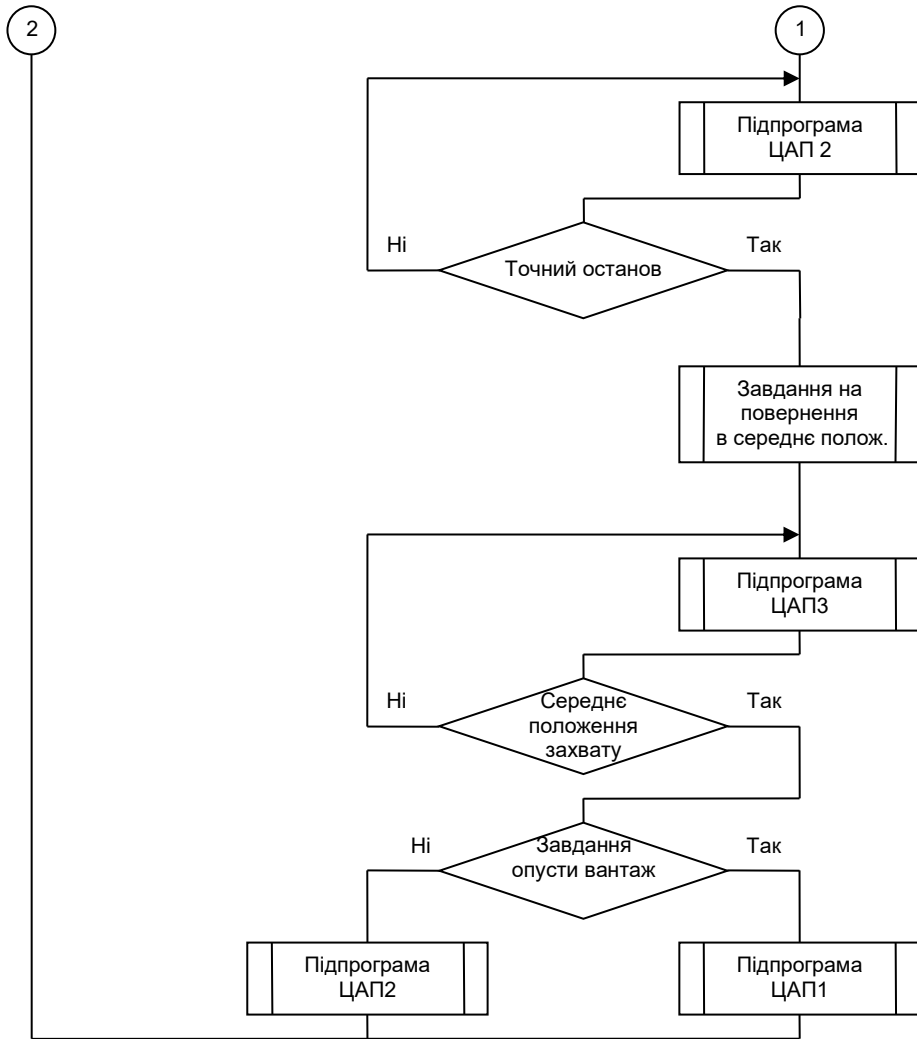 2
1
Підпрограма
ЦАП 2
Ні
Так
Точний останов
Завдання на
повернення
в середнє полож.
Підпрограма
ЦАП3
Ні
Так
Середнє
положення
захвату
Ні
Так
Завдання
опусти вантаж
Підпрограма
ЦАП2
Підпрограма
ЦАП1